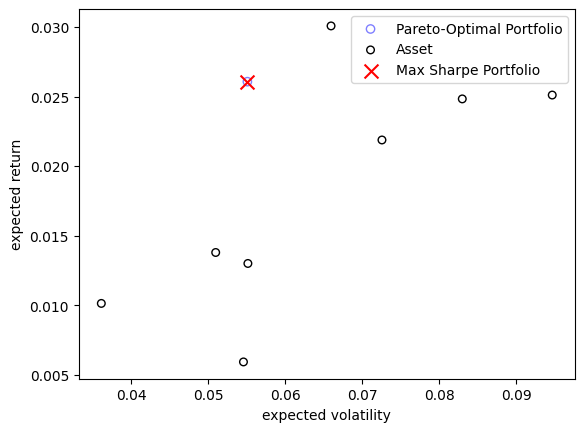 Pareto-Optimal Portfolio
Asset
Max Sharpe Portfolio
0.030
0.025
0.020
0.015
0.010
0.005
expected return
0.04 0.05 0.06 0.07 0.08 0.09
expected volatility